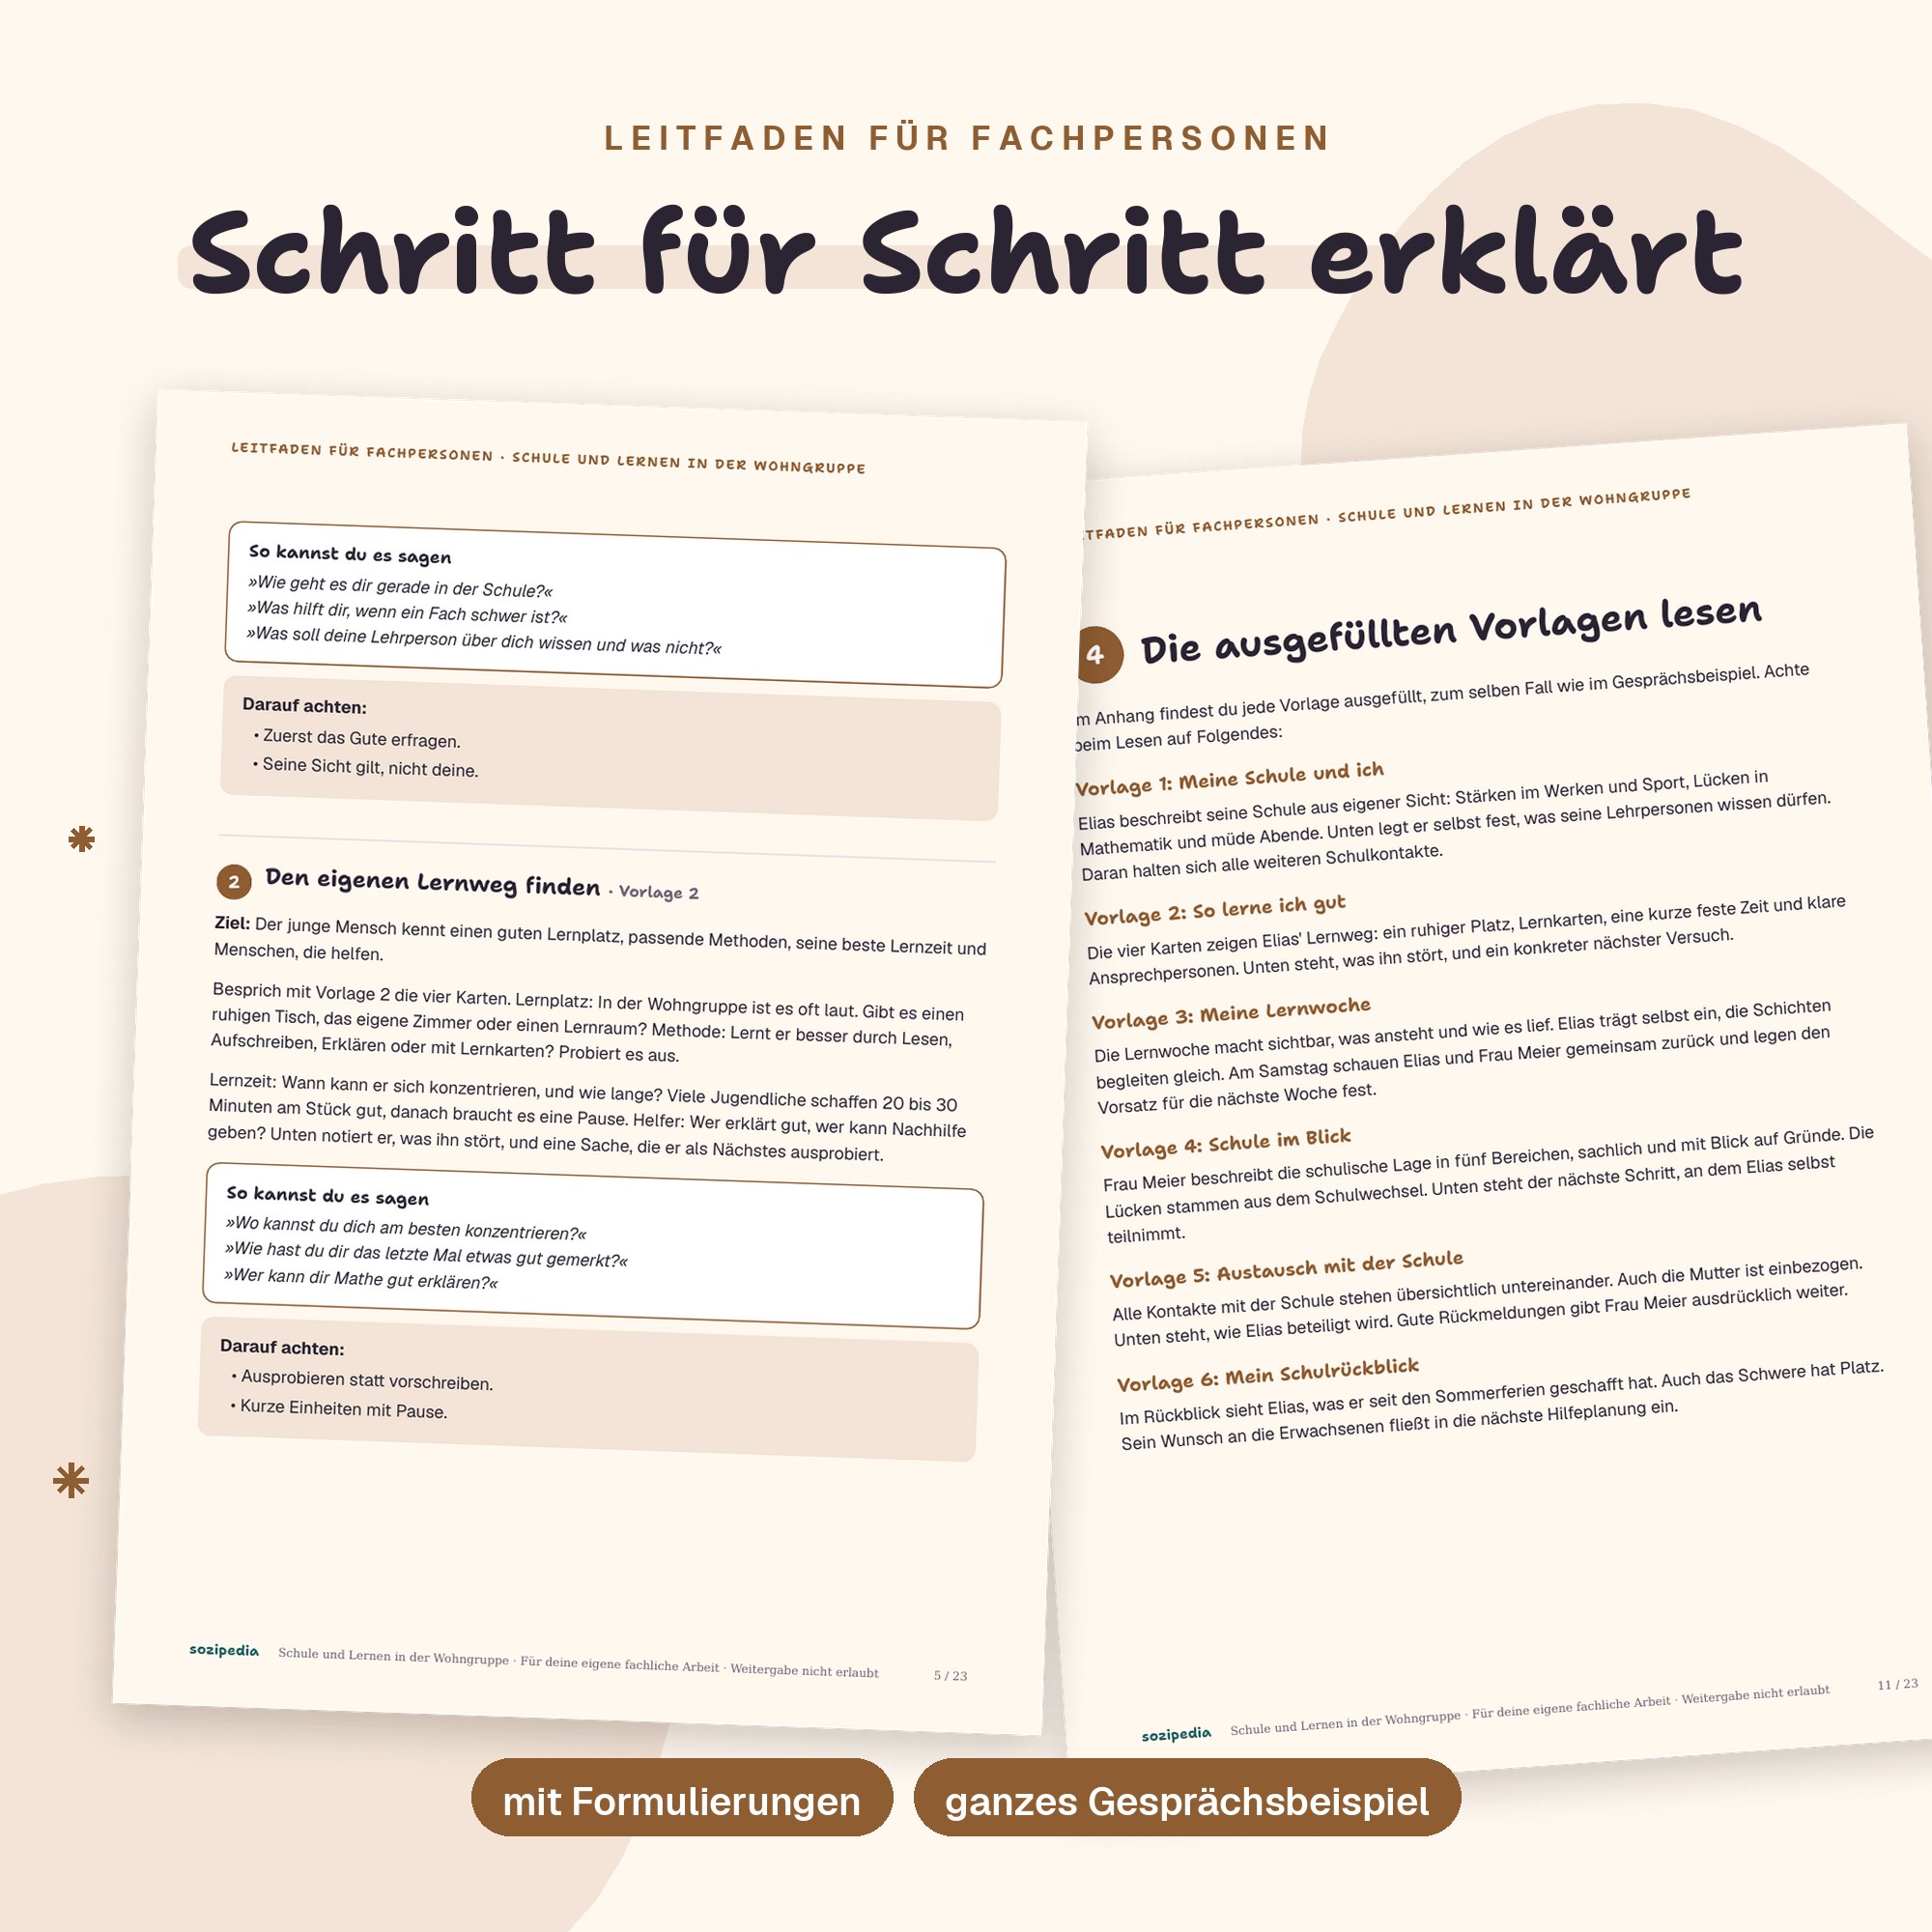 LEITFADEN FÜR FACHPERSONEN
Schritt für Schritt erklärt
LEITFADEN FÜR FACHPERSONEN · SCHULE UND LERNEN IN DER WOHNGRUPPE
So kannst du es sagen
»Wie geht es dir gerade in der Schule?«
»Was hilft dir, wenn ein Fach schwer ist?«
»Was soll deine Lehrperson über dich wissen und was nicht?«
Darauf achten:
• Zuerst das Gute erfragen.
• Seine Sicht gilt, nicht deine.
2 Den eigenen Lernweg finden · Vorlage 2
Ziel: Der junge Mensch kennt einen guten Lernplatz, passende Methoden, seine beste Lernzeit und
Menschen, die helfen.
Besprich mit Vorlage 2 die vier Karten. Lernplatz: In der Wohngruppe ist es oft laut. Gibt es einen
ruhigen Tisch, das eigene Zimmer oder einen Lernraum? Methode: Lernt er besser durch Lesen,
Aufschreiben, Erklären oder mit Lernkarten? Probiert es aus.
Lernzeit: Wann kann er sich konzentrieren, und wie lange? Viele Jugendliche schaffen 20 bis 30
Minuten am Stück gut, danach braucht es eine Pause. Helfer: Wer erklärt gut, wer kann Nachhilfe
geben? Unten notiert er, was ihn stört, und eine Sache, die er als Nächstes ausprobiert.
So kannst du es sagen
»Wo kannst du dich am besten konzentrieren?«
»Wie hast du dir das letzte Mal etwas gut gemerkt?«
»Wer kann dir Mathe gut erklären?«
Darauf achten:
• Ausprobieren statt vorschreiben.
• Kurze Einheiten mit Pause.
sozipedia Schule und Lernen in der Wohngruppe · Für deine eigene fachliche Arbeit · Weitergabe nicht erlaubt 5 / 23
TFADEN FÜR FACHPERSONEN · SCHULE UND LERNEN IN DER WOHNGRUPPE
4 Die ausgefüllten Vorlagen lesen
m Anhang findest du jede Vorlage ausgefüllt, zum selben Fall wie im Gesprächsbeispiel. Achte
beim Lesen auf Folgendes:
Vorlage 1: Meine Schule und ich
Elias beschreibt seine Schule aus eigener Sicht: Stärken im Werken und Sport, Lücken in
Mathematik und müde Abende. Unten legt er selbst fest, was seine Lehrpersonen wissen dürfen.
Daran halten sich alle weiteren Schulkontakte.
Vorlage 2: So lerne ich gut
Die vier Karten zeigen Elias' Lernweg: ein ruhiger Platz, Lernkarten, eine kurze feste Zeit und klare
Ansprechpersonen. Unten steht, was ihn stört, und ein konkreter nächster Versuch.
Vorlage 3: Meine Lernwoche
Die Lernwoche macht sichtbar, was ansteht und wie es lief. Elias trägt selbst ein, die Schichten
begleiten gleich. Am Samstag schauen Elias und Frau Meier gemeinsam zurück und legen den
Vorsatz für die nächste Woche fest.
Vorlage 4: Schule im Blick
Frau Meier beschreibt die schulische Lage in fünf Bereichen, sachlich und mit Blick auf Gründe. Die
Lücken stammen aus dem Schulwechsel. Unten steht der nächste Schritt, an dem Elias selbst
teilnimmt.
Vorlage 5: Austausch mit der Schule
Alle Kontakte mit der Schule stehen übersichtlich untereinander. Auch die Mutter ist einbezogen.
Unten steht, wie Elias beteiligt wird. Gute Rückmeldungen gibt Frau Meier ausdrücklich weiter.
Vorlage 6: Mein Schulrückblick
Im Rückblick sieht Elias, was er seit den Sommerferien geschafft hat. Auch das Schwere hat Platz.
Sein Wunsch an die Erwachsenen fließt in die nächste Hilfeplanung ein.
sozipedia Schule und Lernen in der Wohngruppe · Für deine eigene fachliche Arbeit · Weitergabe nicht erlaubt 11 / 23
mit Formulierungen
ganzes Gesprächsbeispiel